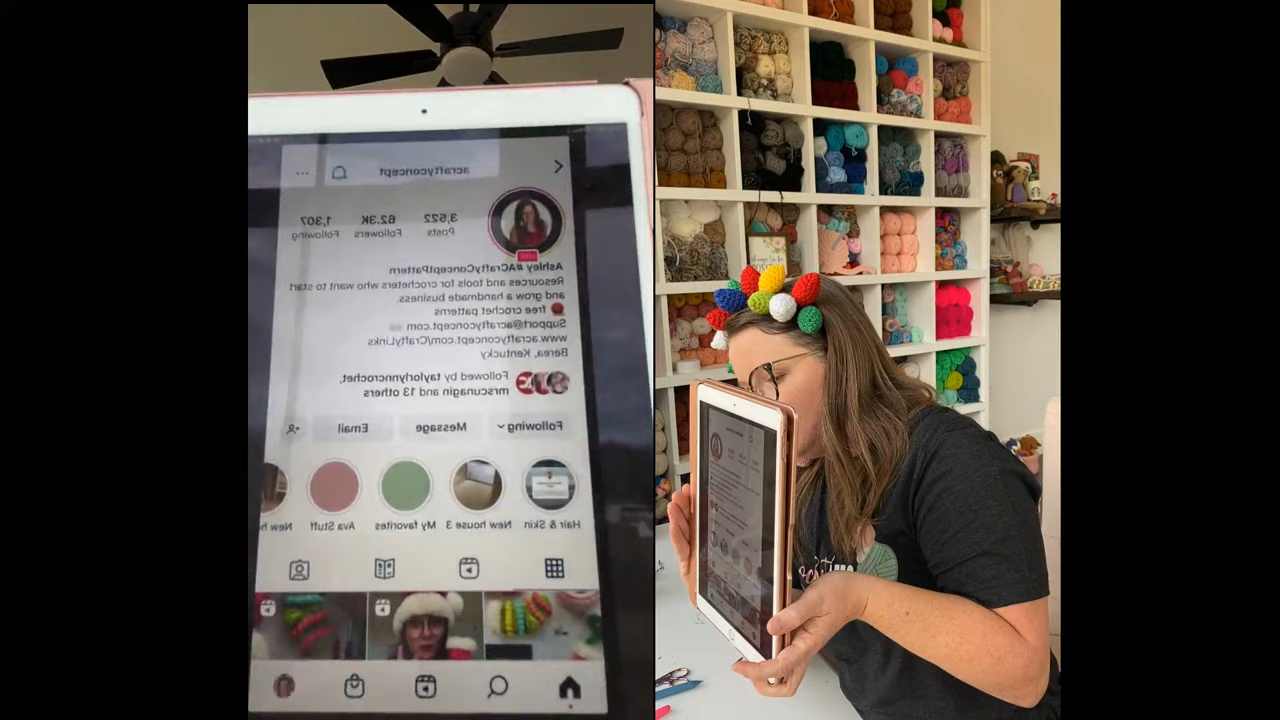 acraftyconcept
...
3,522 62.3K 1,307
Posts Followers Following
LIVE
Ashley #ACraftyConceptPattern
Resources and tools for crocheters who want to start
and grow a handmade business.
free crochet patterns
Support@acraftyconcept.com
www.acraftyconcept.com/CraftyLinks
Berea, Kentucky
Followed by taylorlynncrochet,
mrscunagin and 13 others
Following Message Email
Hair & Skin New house 3 My favorites Ava Stuff New h